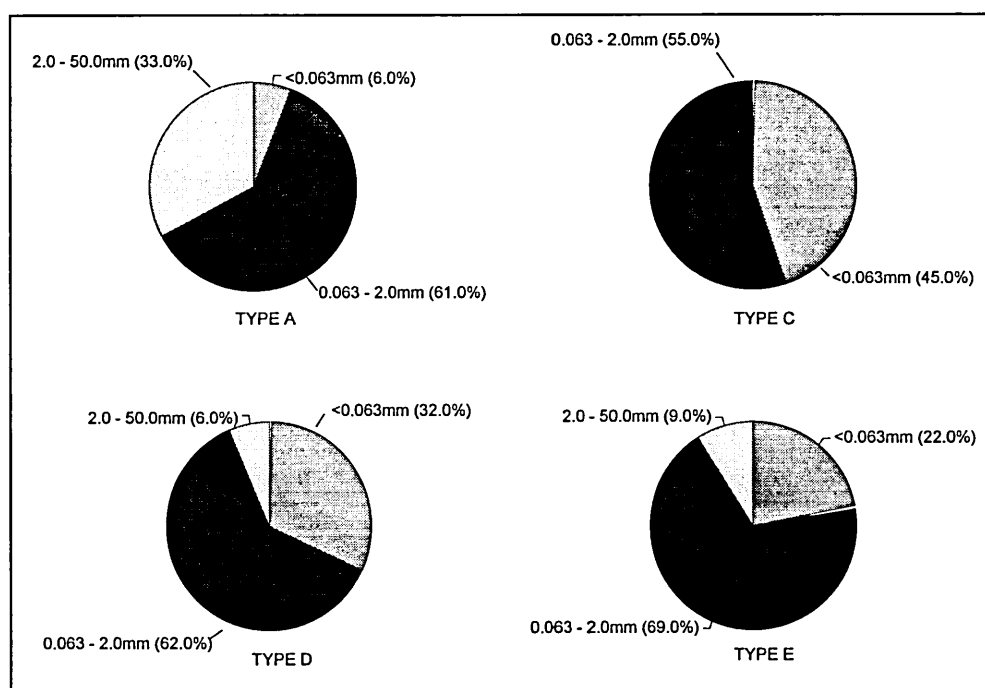 2.0 - 50.0mm (33.0%)
<0.063mm (6.0%)
0.063 - 2.0mm (61.0%)
TYPE A
0.063 - 2.0mm (55.0%)
<0.063mm (45.0%)
TYPE C
2.0 - 50.0mm (6.0%)
<0.063mm (32.0%)
0.063 - 2.0mm (62.0%)
TYPE D
2.0 - 50.0mm (9.0%)
<0.063mm (22.0%)
0.063 - 2.0mm (69.0%)
TYPE E